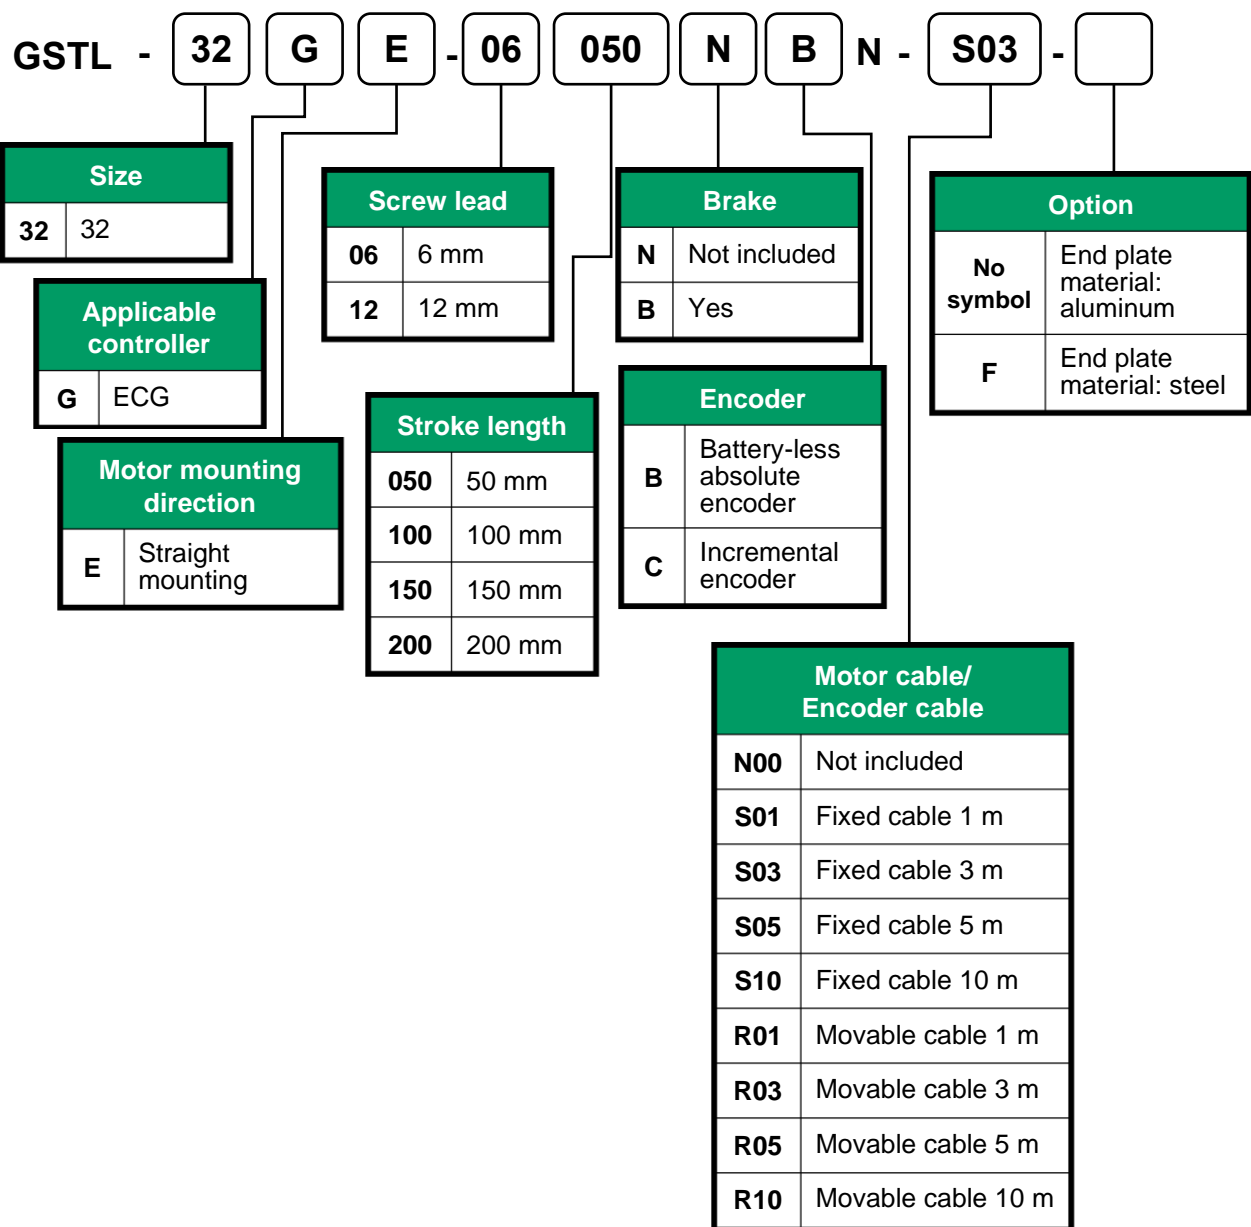 GSTL - 32 G E - 06 050 N B N - S03 -
Size
32 32
Applicable
controller
G ECG
Motor mounting
direction
E Straight
mounting
Screw lead
06 6 mm
12 12 mm
Stroke length
050 50 mm
100 100 mm
150 150 mm
200 200 mm
Brake
N Not included
B Yes
Encoder
B Battery-less
absolute
encoder
C Incremental
encoder
Motor cable/
Encoder cable
N00 Not included
S01 Fixed cable 1 m
S03 Fixed cable 3 m
S05 Fixed cable 5 m
S10 Fixed cable 10 m
R01 Movable cable 1 m
R03 Movable cable 3 m
R05 Movable cable 5 m
R10 Movable cable 10 m
Option
No
symbol
End plate
material:
aluminum
F End plate
material: steel